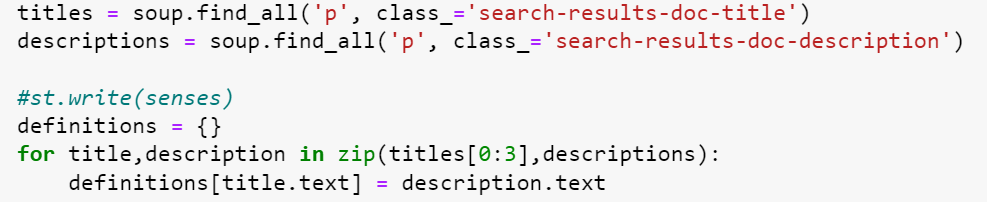 titles = soup.find_all('p', class_='search-results-doc-title')
descriptions = soup.find_all('p', class_='search-results-doc-description')
#st.write(senses)
definitions = {}
for title,description in zip(titles[0:3],descriptions):
    definitions[title.text] = description.text